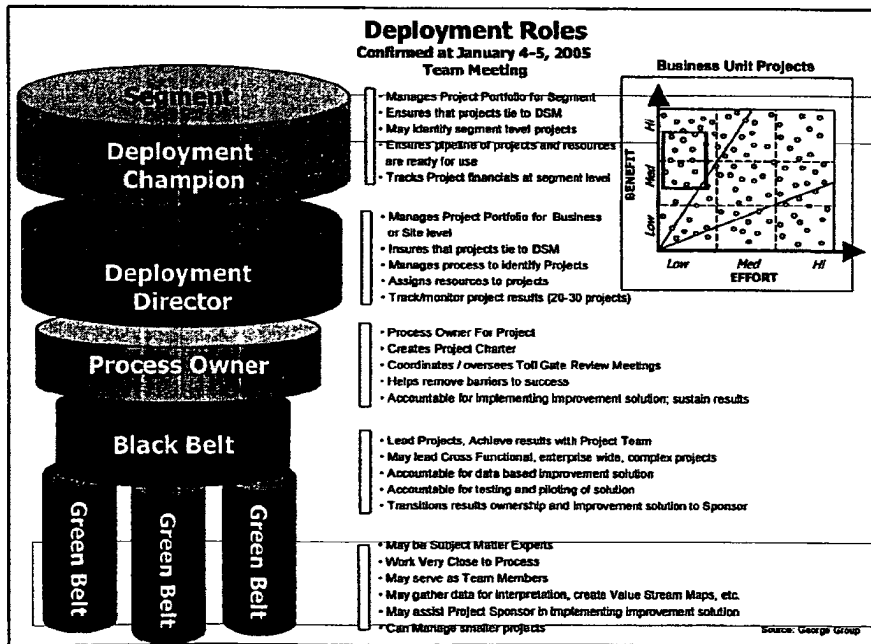 Deployment Roles
Confirmed at January 4-5, 2005
Team Meeting
Segment
Deployment
Champion
• Manages Project Portfolio for Segment
• Ensures that projects tie to DSM
• May identify segment level projects
• Ensures pipeline of projects and resources
are ready for use
• Tracks Project financials at segment level
Business Unit Projects
BENEFIT
Hi
Med
Low
Low
Med
Hi
EFFORT
Deployment
Director
• Manages Project Portfolio for Business
or Site level
• Insures that projects tie to DSM
• Manages process to identify Projects
• Assigns resources to projects
• Track/monitor project results (20-30 projects)
Process Owner
• Process Owner For Project
• Creates Project Charter
• Coordinates / oversees Toll Gate Review Meetings
• Helps remove barriers to success
• Accountable for implementing improvement solution; sustain results
Black Belt
• Lead Projects, Achieve results with Project Team
• May lead Cross Functional, enterprise wide, complex projects
• Accountable for data based improvement solution
• Accountable for testing and piloting of solution
• Transitions results ownership and improvement solution to Sponsor
Green Belt
Green Belt
Green Belt
• May be Subject Matter Experts
• Work Very Close to Process
• May serve as Team Members
• May gather data for interpretation, create Value Stream Maps, etc.
• May assist Project Sponsor in implementing improvement solution
• Can Manage smaller projects
Source: George Group